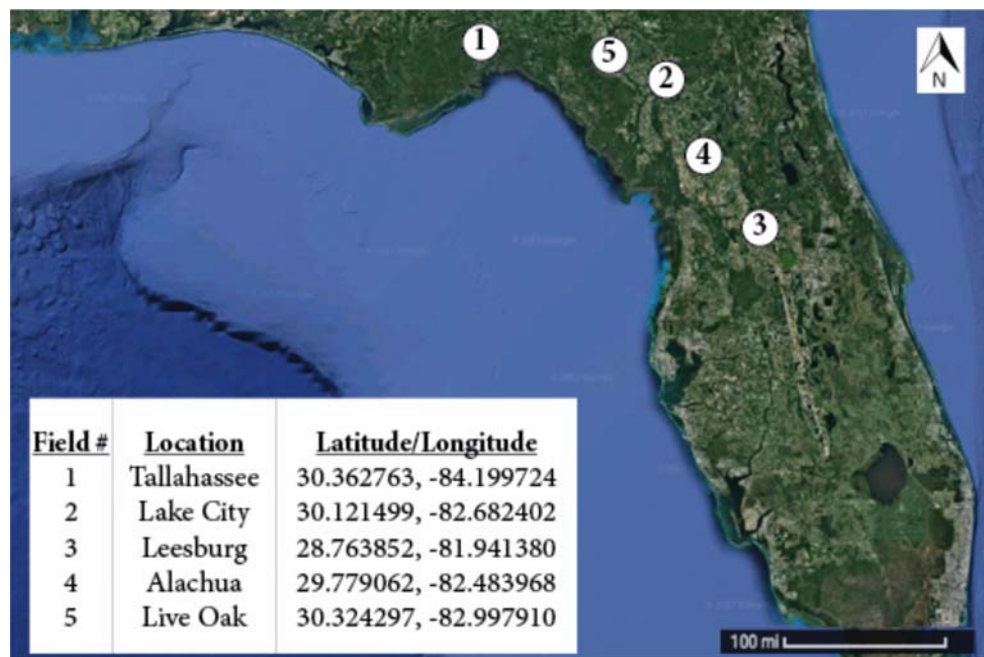 1
5
2
4
3
N
Field # Location Latitude/Longitude
1 Tallahassee 30.362763, -84.199724
2 Lake City 30.121499, -82.682402
3 Leesburg 28.763852, -81.941380
4 Alachua 29.779062, -82.483968
5 Live Oak 30.324297, -82.997910
100 mi